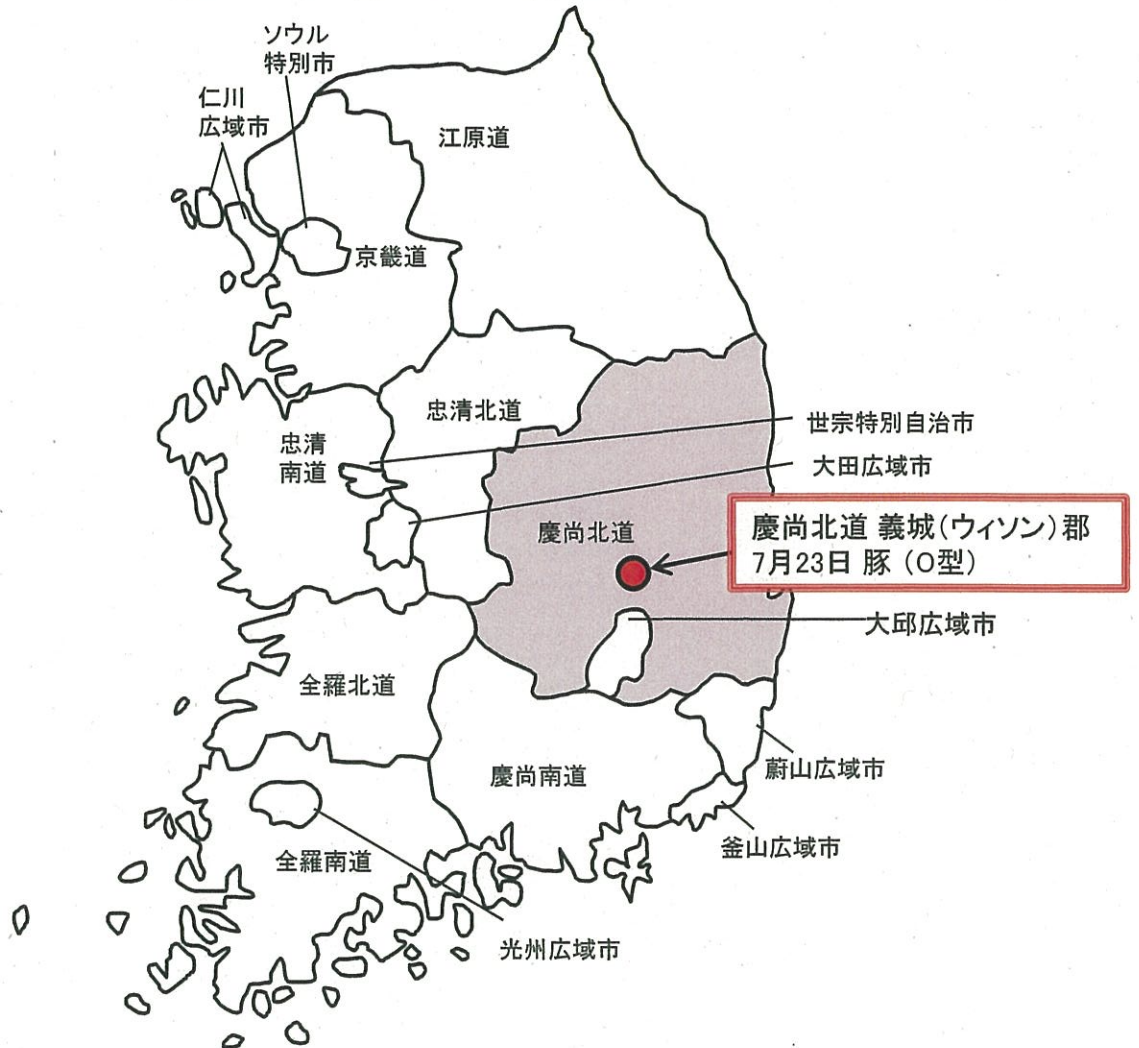 ソウル
特別市
仁川
広域市
江原道
京畿道
忠清北道
忠清
南道
世宗特別自治市
大田広域市
慶尚北道
慶尚北道 義城(ウィソン)郡
7月23日 豚 (O型)
大邱広域市
全羅北道
慶尚南道
蔚山広域市
釜山広域市
全羅南道
光州広域市